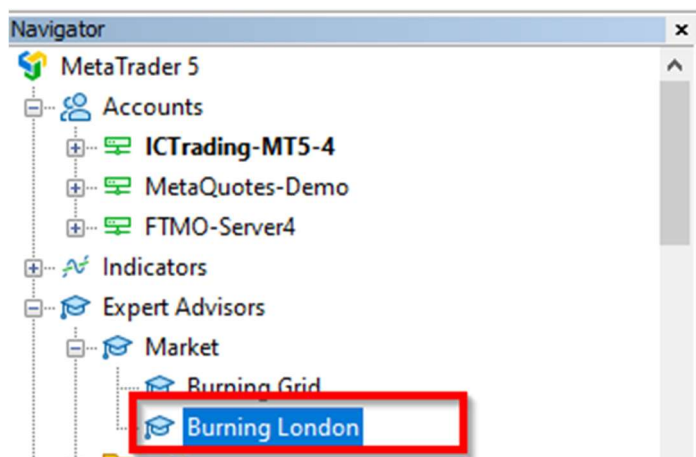 Navigator
MetaTrader 5
Accounts
ICTrading-MT5-4
MetaQuotes-Demo
FTMO-Server4
Indicators
Expert Advisors
Market
Burning Grid
Burning London